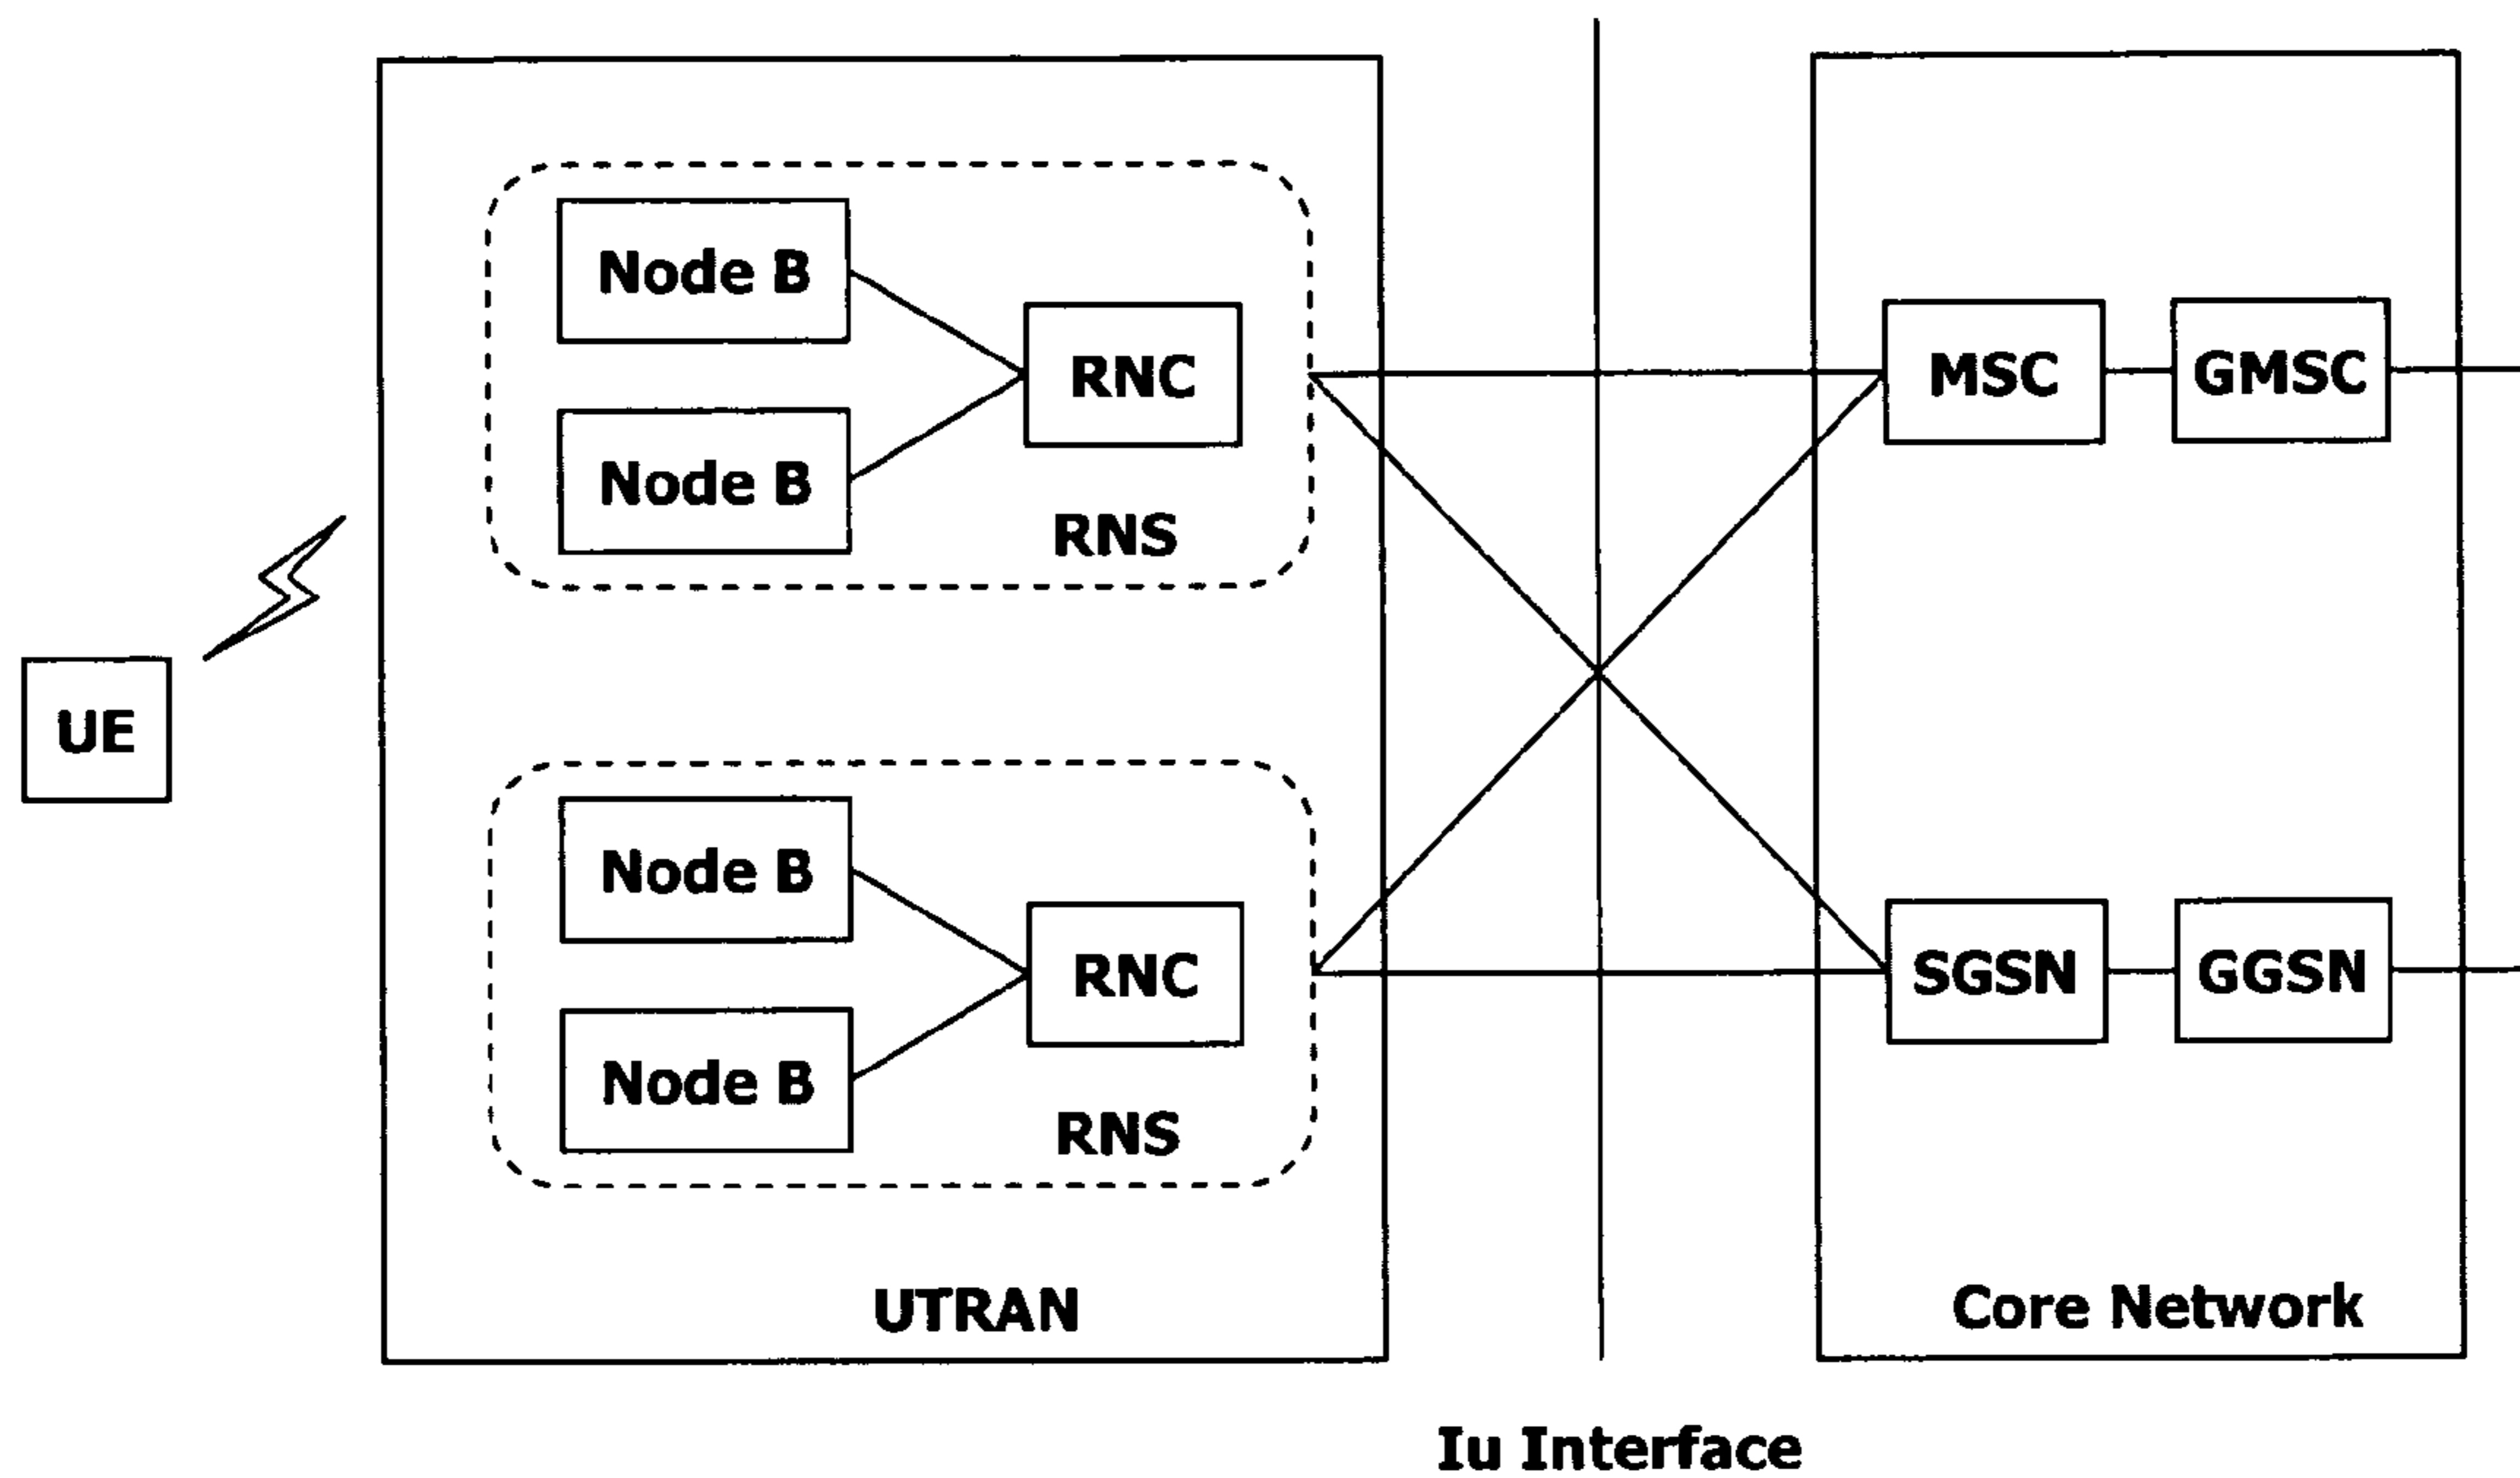 Node B
RNC
MSC
GMSC
Node B
RNS
UE
Node B
RNC
SGSN
GGSN
Node B
RNS
UTRAN
Core Network
Iu Interface